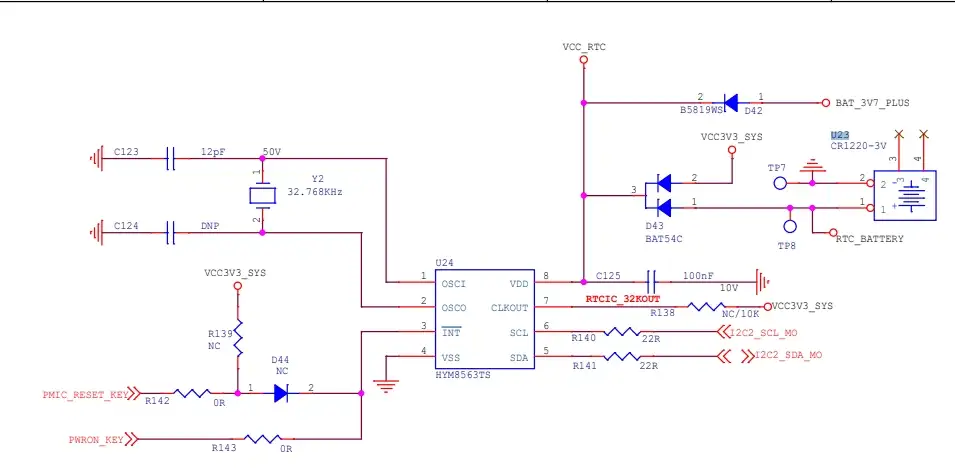 VCC_RTC
2
1
B5819WS
D42
BAT_3V7_PLUS
VCC3V3_SYS
U23
CR1220-3V
3
4
C123
12pF
50V
1
Y2
32.768KHz
2
C124
DNP
TP7
2
2
-
3
4
3
2
1
1
1
+
D43
BAT54C
TP8
RTC_BATTERY
VCC3V3_SYS
U24
1
OSCI
VDD
8
C125
100nF
10V
2
OSCO
CLKOUT
7
RTCIC_32KOUT
R138
NC/10K
VCC3V3_SYS
3
INT
SCL
6
R140
22R
I2C2_SCL_MO
4
VSS
SDA
5
R141
22R
I2C2_SDA_MO
HYM8563TS
R139
NC
D44
NC
PMIC_RESET_KEY
R142
0R
1
2
PWRON_KEY
R143
0R